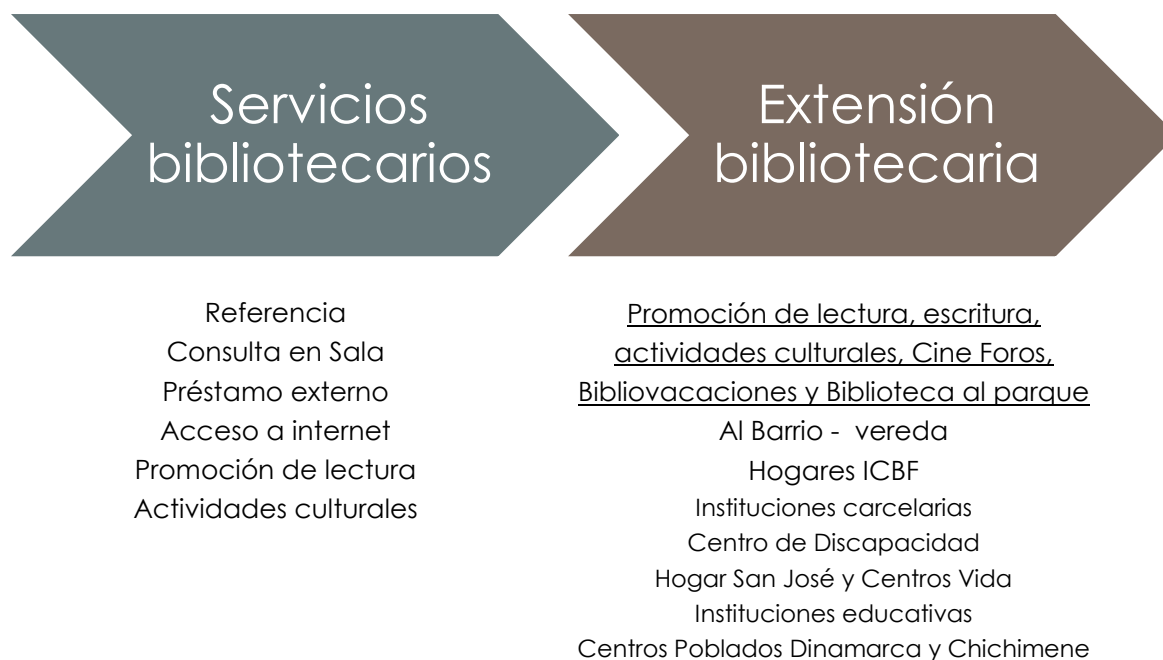 Servicios
bibliotecarios
Referencia
Consulta en Sala
Préstamo externo
Acceso a internet
Promoción de lectura
Actividades culturales
Extensión
bibliotecaria
Promoción de lectura, escritura,
actividades culturales, Cine Foros,
Bibliovacaciones y Biblioteca al parque
Al Barrio - vereda
Hogares ICBF
Instituciones carcelarias
Centro de Discapacidad
Hogar San José y Centros Vida
Instituciones educativas
Centros Poblados Dinamarca y Chichimene